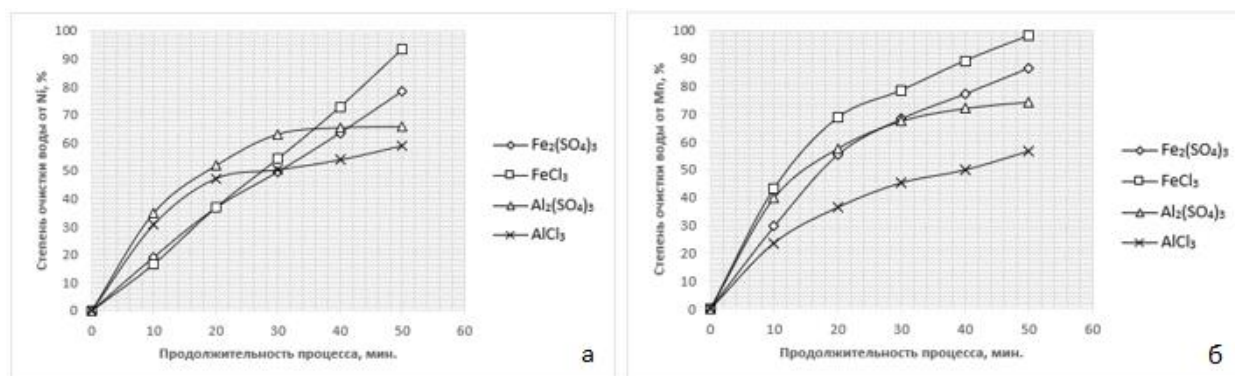 Степень очистки воды от Ni, %
100
90
80
70
60
50
40
30
20
10
0
0 10 20 30 40 50 60
Продолжительность процесса, мин.
Fe₂(SO₄)₃
FeCl₃
Al₂(SO₄)₃
AlCl₃
а
Степень очистки воды от Mn, %
100
90
80
70
60
50
40
30
20
10
0
0 10 20 30 40 50 60
Продолжительность процесса, мин.
Fe₂(SO₄)₃
FeCl₃
Al₂(SO₄)₃
AlCl₃
б